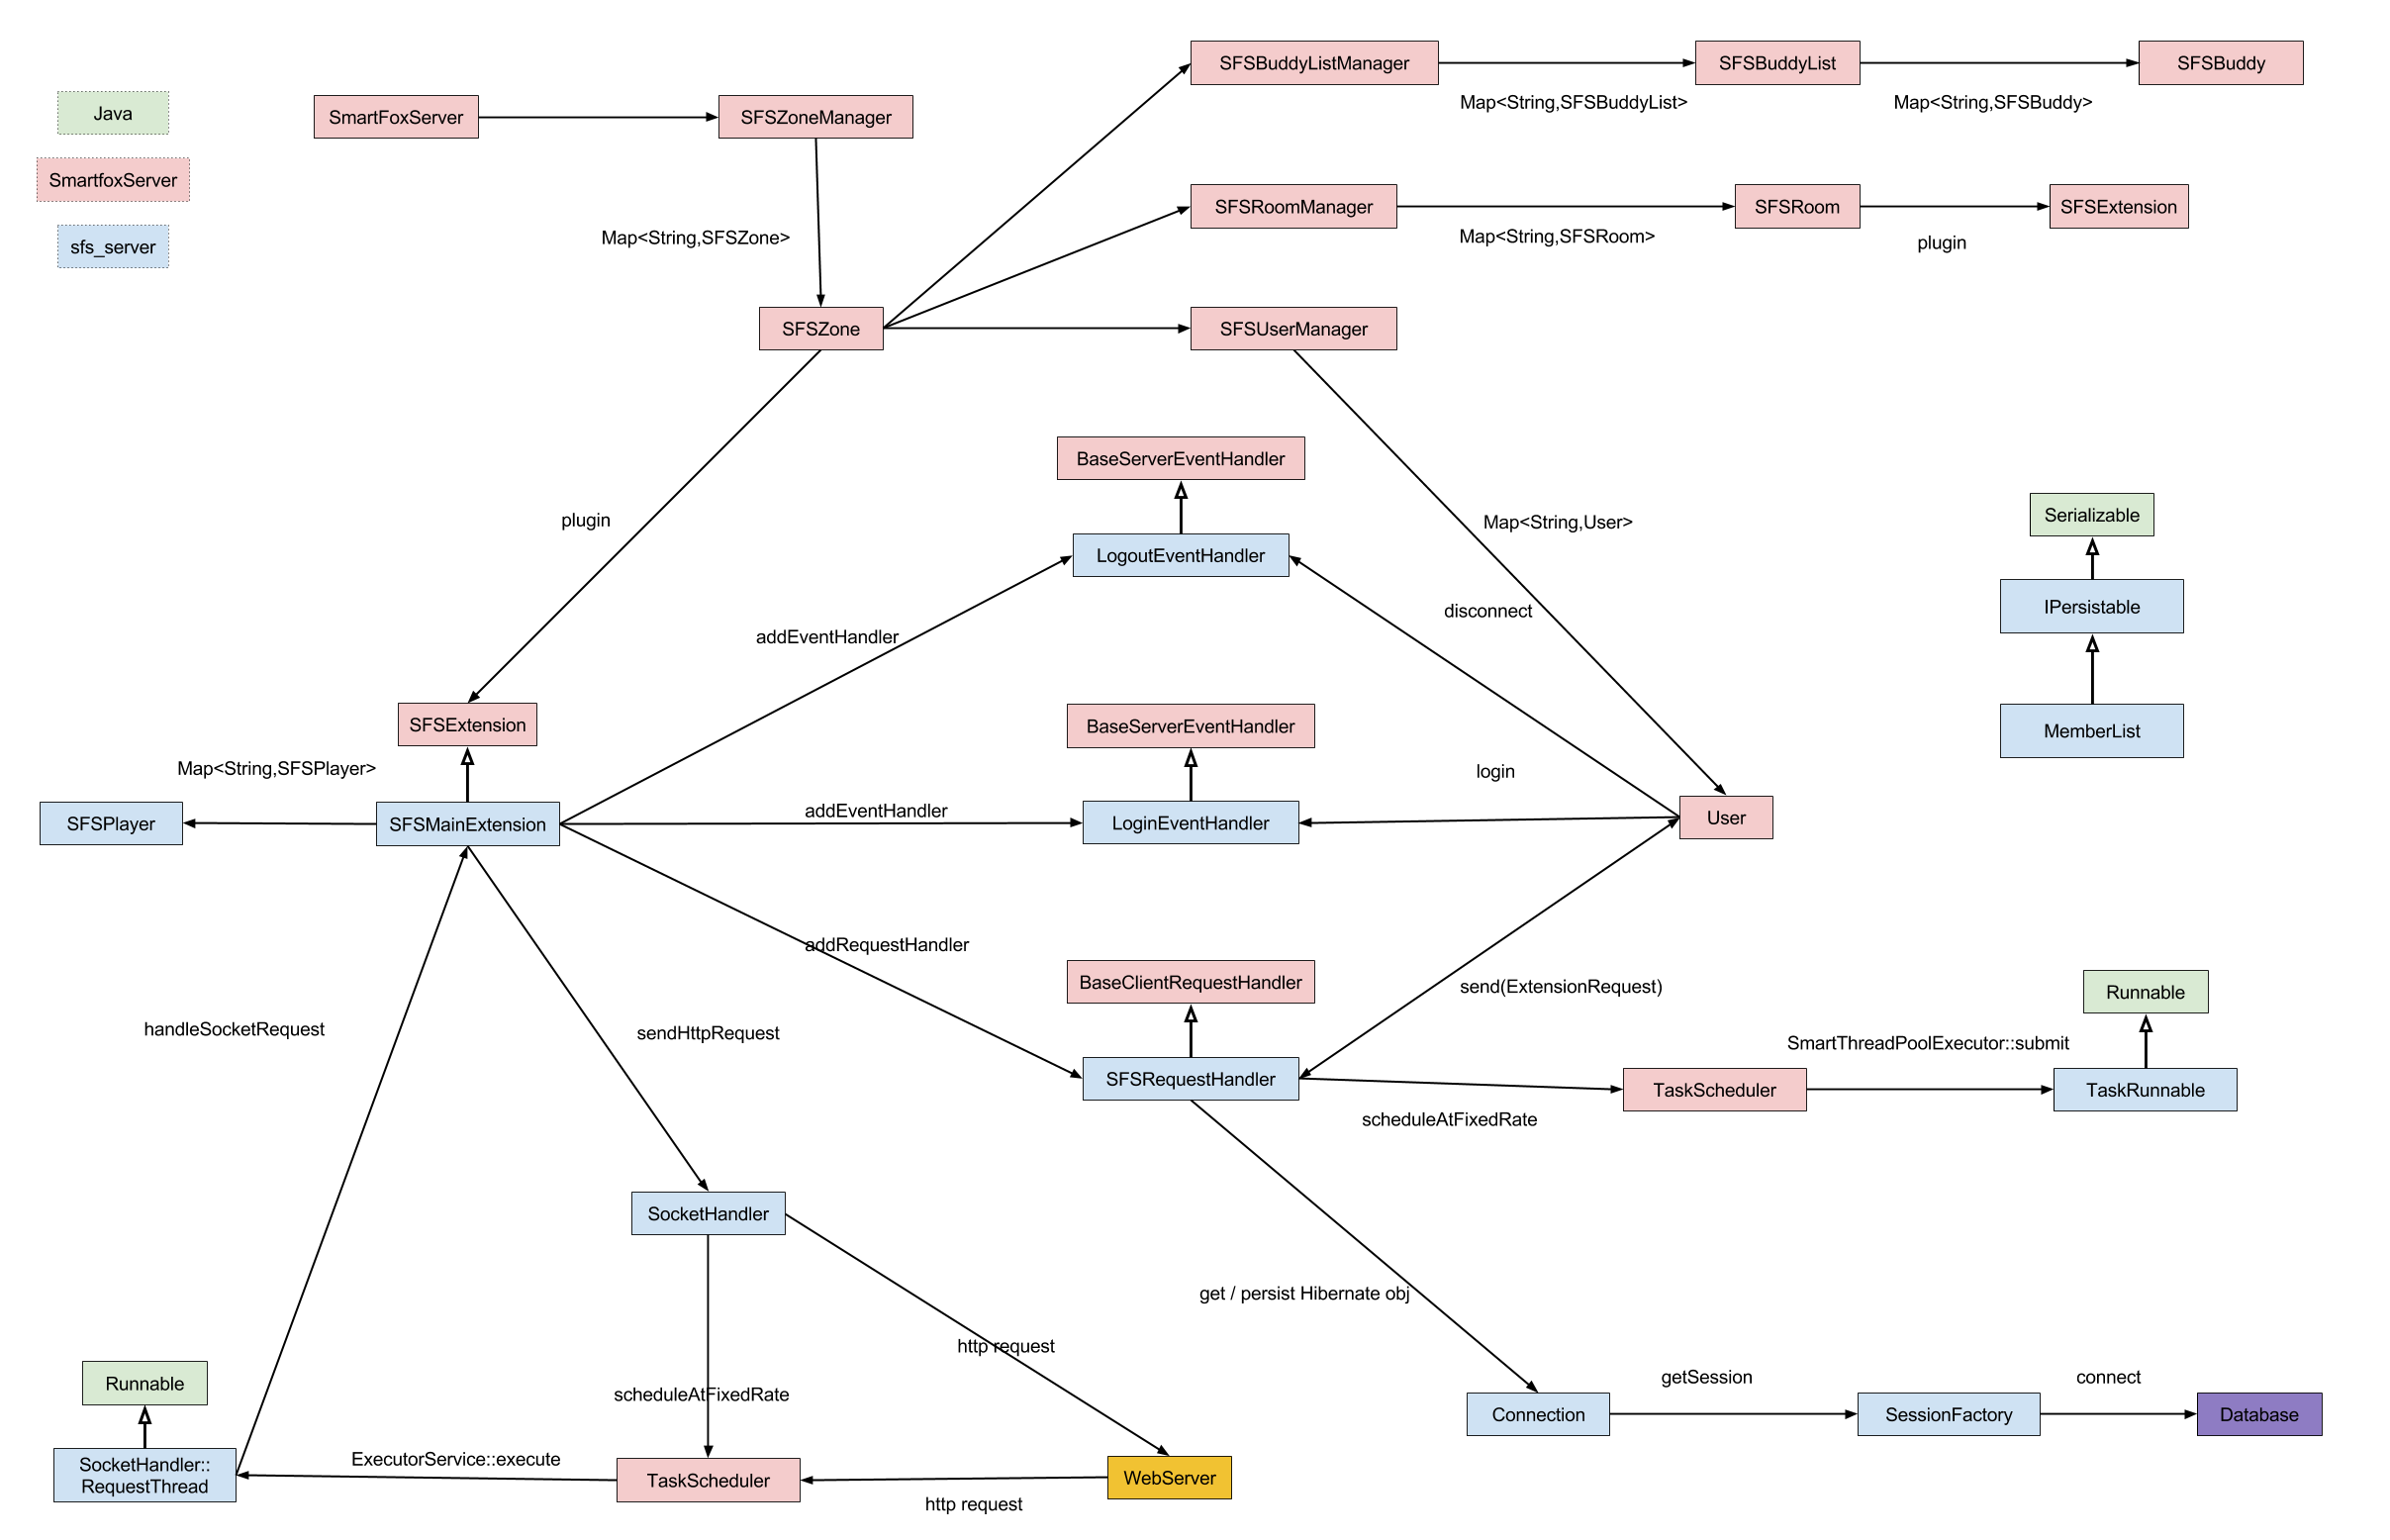 SFSBuddyListManager
SFSBuddyList
SFSBuddy
Map<String,SFSBuddyList>
Map<String,SFSBuddy>
Java
SmartFoxServer
SFSZoneManager
SmartfoxServer
SFSRoomManager
SFSRoom
SFSExtension
Map<String,SFSZone>
Map<String,SFSRoom>
plugin
sfs_server
SFSZone
SFSUserManager
BaseServerEventHandler
plugin
Map<String,User>
Serializable
LogoutEventHandler
IPersistable
disconnect
addEventHandler
SFSExtension
BaseServerEventHandler
MemberList
Map<String,SFSPlayer>
login
SFSPlayer
SFSMainExtension
addEventHandler
LoginEventHandler
User
addRequestHandler
BaseClientRequestHandler
send(ExtensionRequest)
Runnable
handleSocketRequest
sendHttpRequest
SmartThreadPoolExecutor::submit
SFSRequestHandler
TaskScheduler
TaskRunnable
scheduleAtFixedRate
SocketHandler
get / persist Hibernate obj
http request
Runnable
scheduleAtFixedRate
getSession
connect
Connection
SessionFactory
Database
SocketHandler::
RequestThread
ExecutorService::execute
TaskScheduler
WebServer
http request